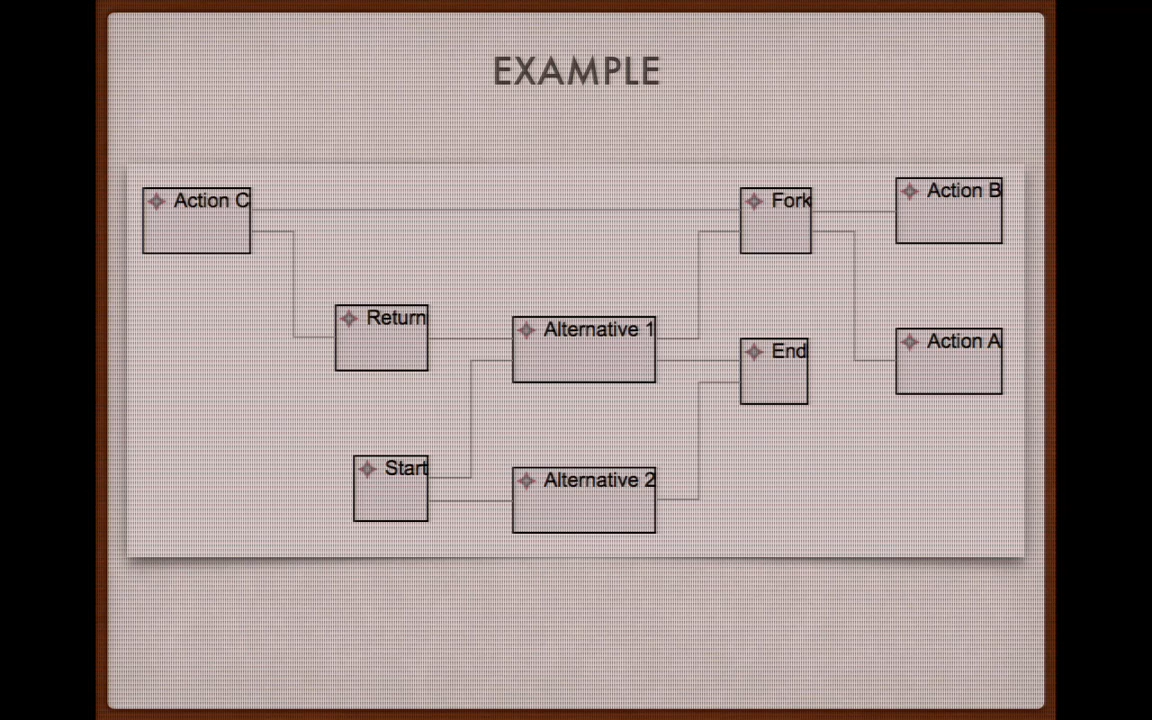 EXAMPLE
Action C
Fork
Action B
Return
Alternative 1
End
Action A
Start
Alternative 2